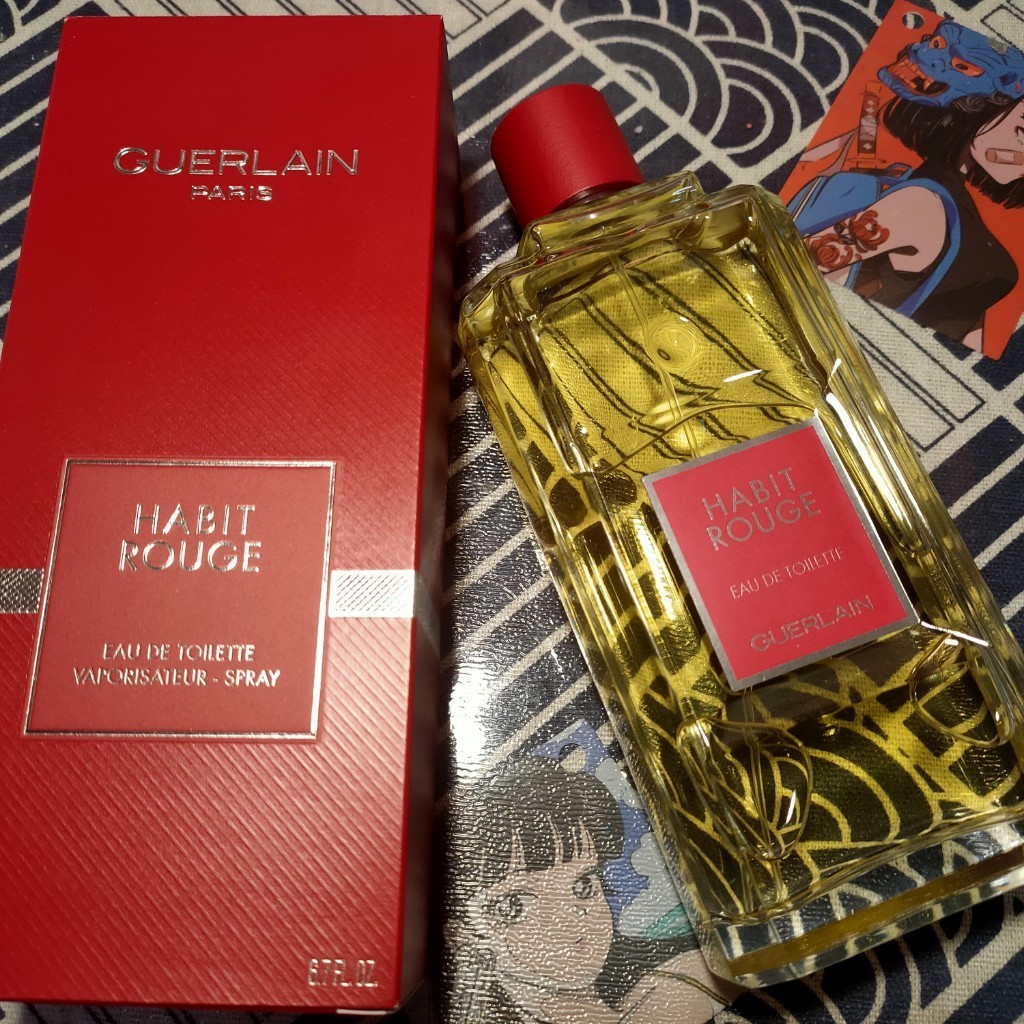 GUERLAIN
PARIS
HABIT
ROUGE
EAU DE TOILETTE
VAPORISATEUR - SPRAY
6.7 FL. OZ.
HABIT
ROUGE
EAU DE TOILETTE
GUERLAIN